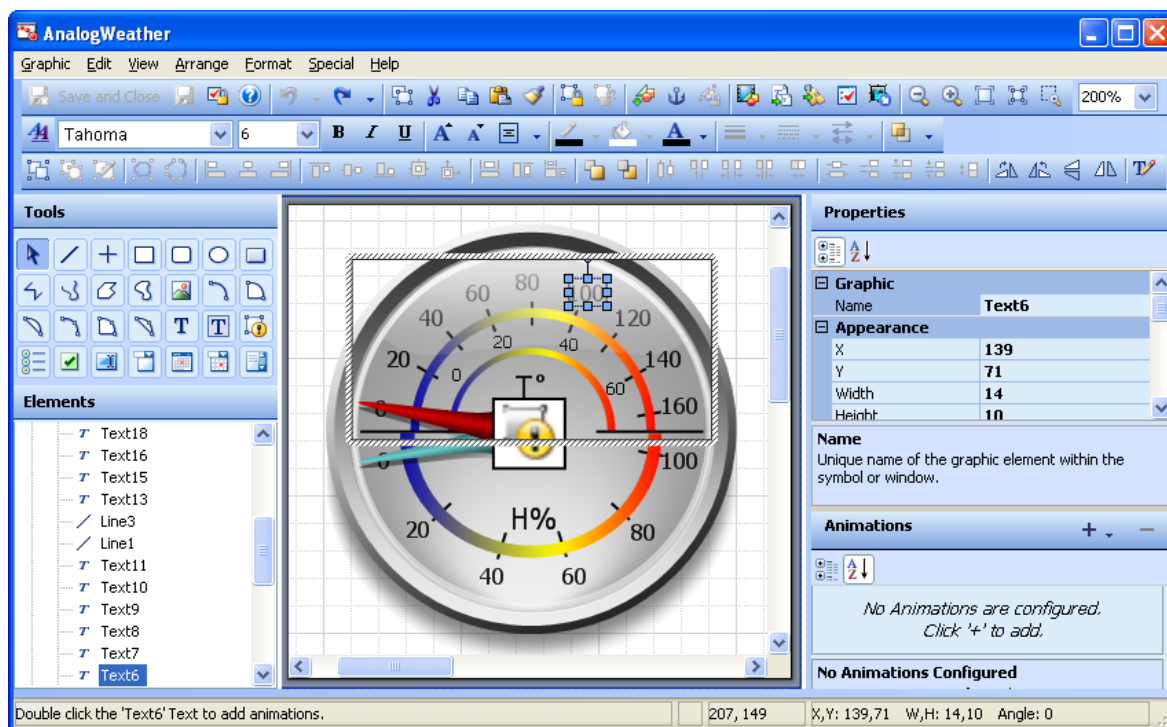 AnalogWeather
Graphic Edit View Arrange Format Special Help
Save and Close
200%
Tahoma
6
B I U A A A
Tools
T T
Elements
Text18
Text16
Text15
Text13
Line3
Line1
Text11
Text10
Text9
Text8
Text7
Text6
80
60 100
40 120
20 140
0 160
20 40
0 60
T°
0 100
20 80
40 60
H%
Properties
Graphic
Name Text6
Appearance
X 139
Y 71
Width 14
Height 10
Name
Unique name of the graphic element within the
symbol or window.
Animations
No Animations are configured.
Click '+' to add.
No Animations Configured
Double click the 'Text6' Text to add animations.
207, 149
X,Y: 139,71 W,H: 14,10 Angle: 0